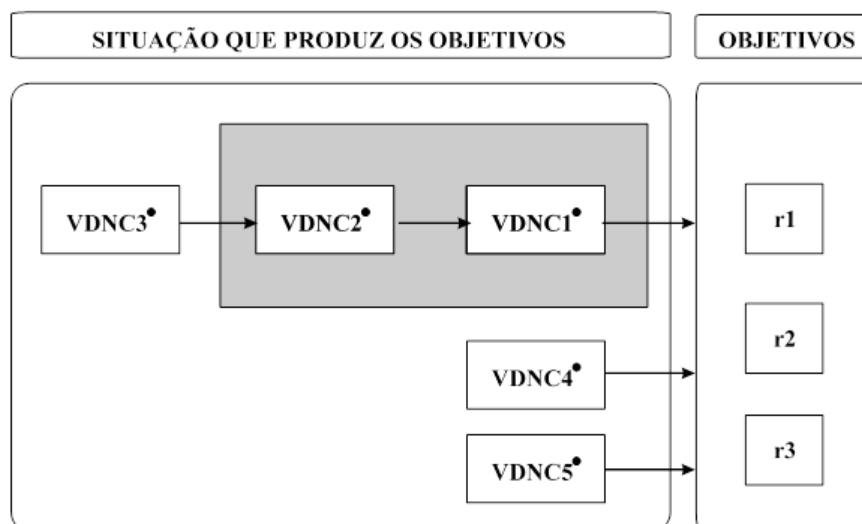 SITUAÇÃO QUE PRODUZ OS OBJETIVOS
OBJETIVOS
VDNC3•
VDNC2•
VDNC1•
r1
VDNC4•
r2
VDNC5•
r3